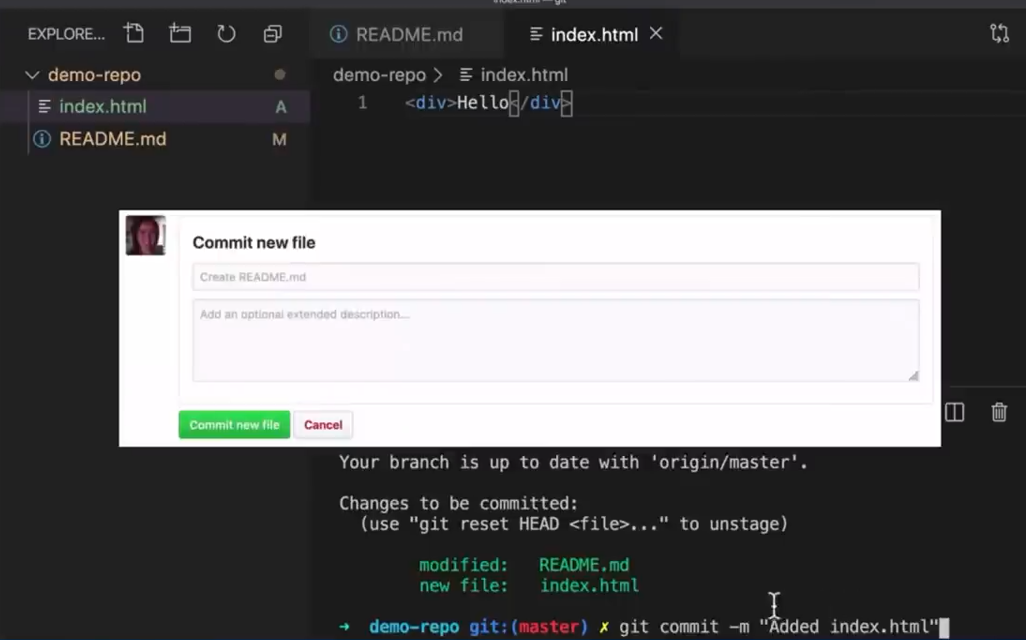 index.html — git
EXPLORE...
README.md
index.html
demo-repo
demo-repo > index.html
index.html A
1 <div>Hello</div>
README.md M
Commit new file
Create README.md
Add an optional extended description...
Commit new file
Cancel
Your branch is up to date with 'origin/master'.
Changes to be committed:
(use "git reset HEAD <file>..." to unstage)
modified: README.md
new file: index.html
➜ demo-repo git:(master) ✗ git commit -m "Added index.html"